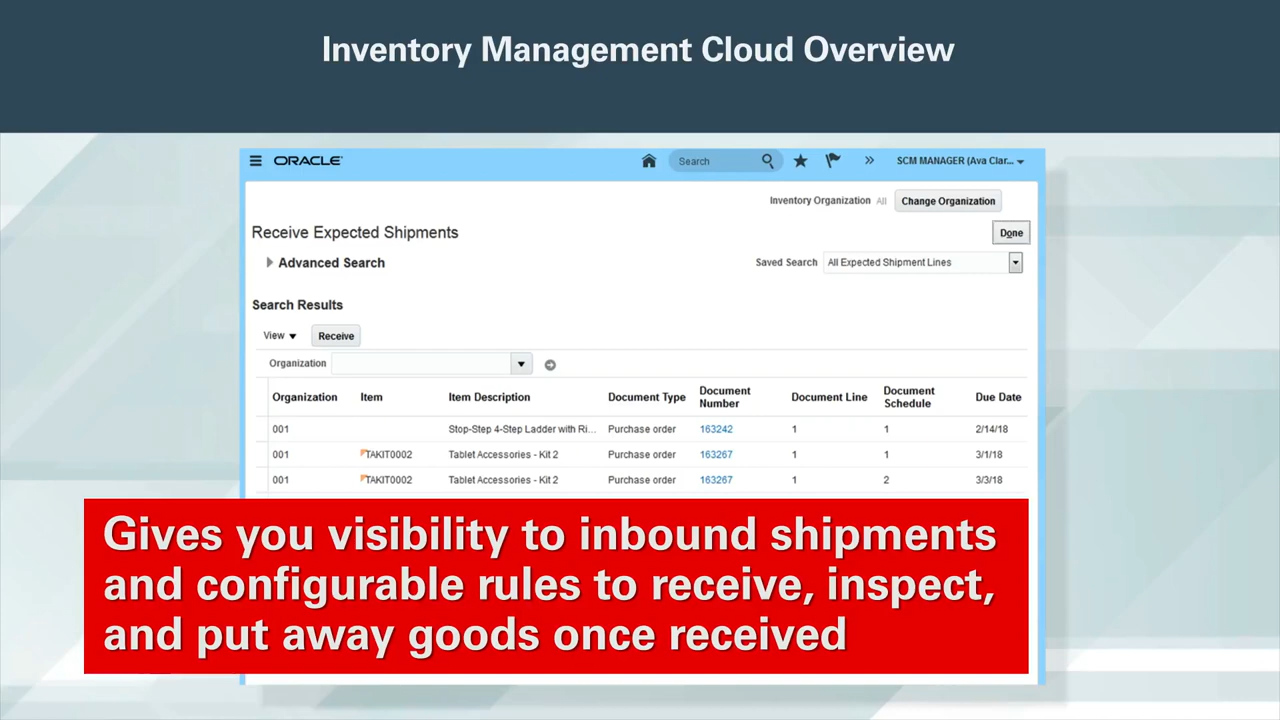 Inventory Management Cloud Overview
ORACLE
Search
SCM MANAGER (Ava Clar...
Inventory Organization All Change Organization
Receive Expected Shipments
Done
Advanced Search
Saved Search All Expected Shipment Lines
Search Results
View Receive
Organization
Organization Item Item Description Document Type Document Number Document Line Document Schedule Due Date
001 Stop-Step 4-Step Ladder with Ri... Purchase order 163242 1 1 2/14/18
001 TAKIT0002 Tablet Accessories - Kit 2 Purchase order 163267 1 1 3/1/18
001 TAKIT0002 Tablet Accessories - Kit 2 Purchase order 163267 1 2 3/3/18
Gives you visibility to inbound shipments
and configurable rules to receive, inspect,
and put away goods once received